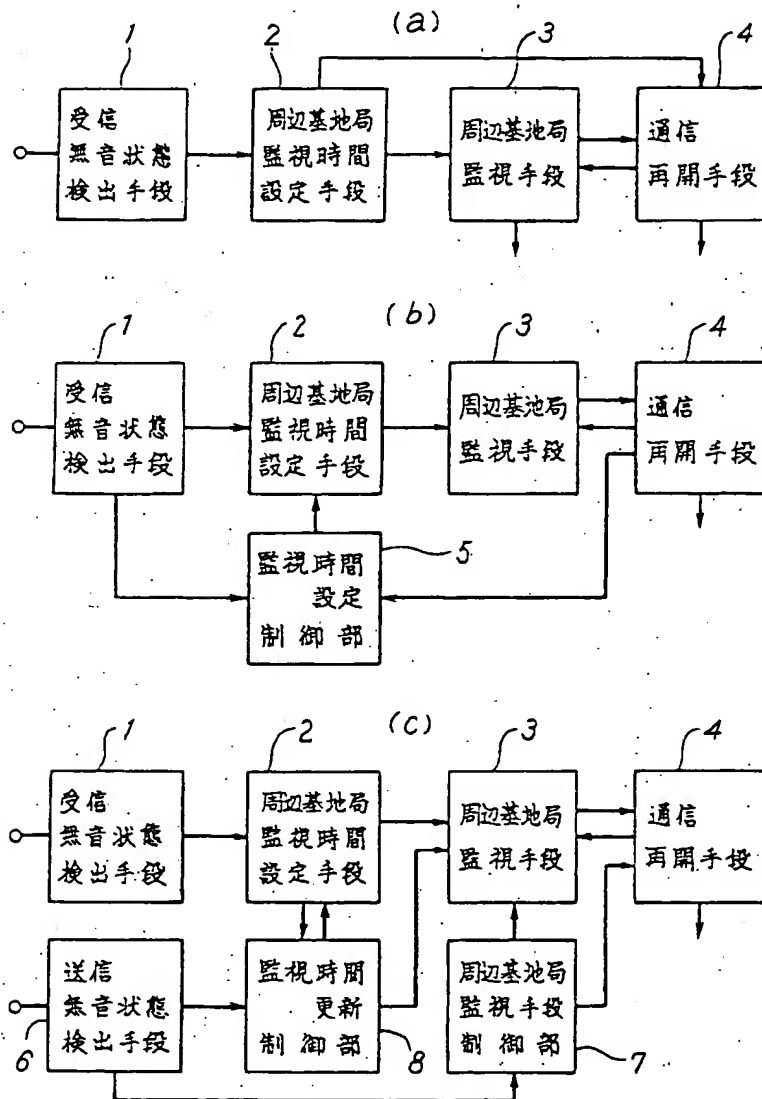 (a)
1
2
3
4
受信
無音状態
検出手段
周辺基地局
監視時間
設定手段
周辺基地局
監視手段
通信
再開手段
(b)
1
2
3
4
受信
無音状態
検出手段
周辺基地局
監視時間
設定手段
周辺基地局
監視手段
通信
再開手段
監視時間
設定
制御部
5
(c)
1
2
3
4
受信
無音状態
検出手段
周辺基地局
監視時間
設定手段
周辺基地局
監視手段
通信
再開手段
送信
無音状態
検出手段
6
監視時間
更新
制御部
8
周辺基地局
監視手段
制御部
7